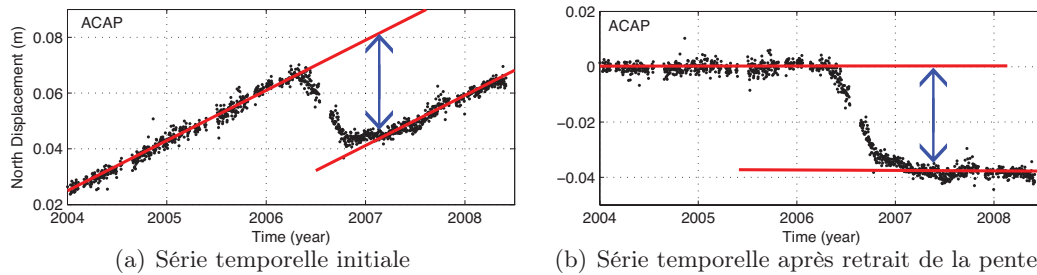 ACAP
North Displacement (m)
0.08
0.06
0.04
0.02
2004 2005 2006 2007 2008
Time (year)
(a) Série temporelle initiale
ACAP
0.02
0
−0.02
−0.04
2004 2005 2006 2007 2008
Time (year)
(b) Série temporelle après retrait de la pente